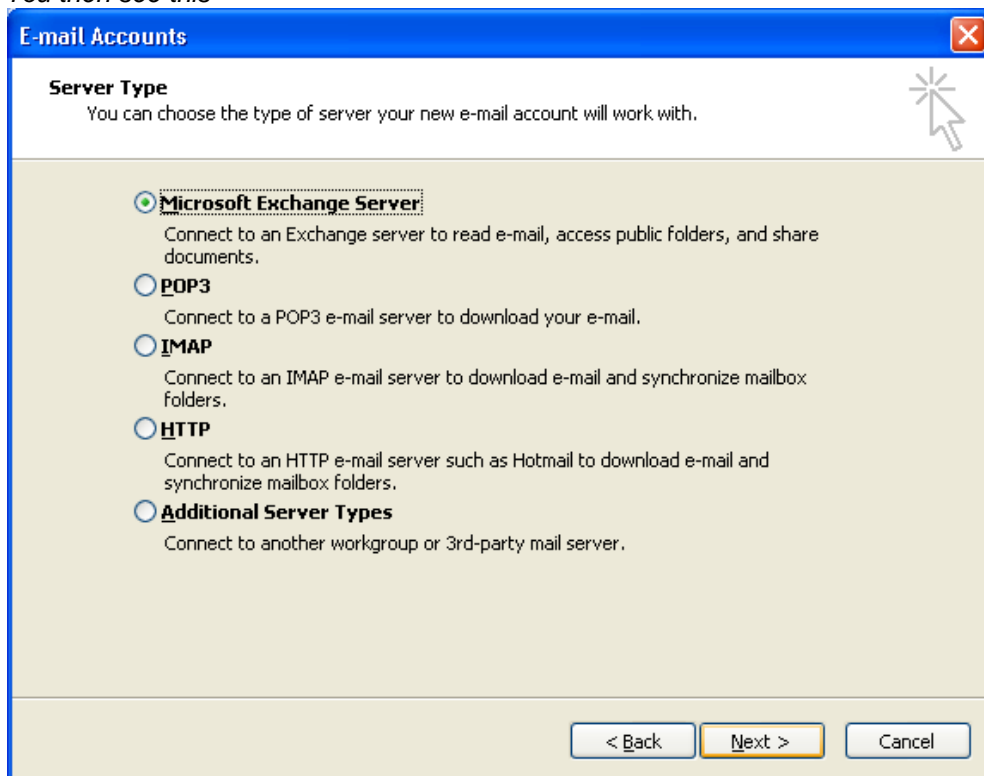 You then see this
E-mail Accounts
Server Type
You can choose the type of server your new e-mail account will work with.
Microsoft Exchange Server
Connect to an Exchange server to read e-mail, access public folders, and share
documents.
POP3
Connect to a POP3 e-mail server to download your e-mail.
IMAP
Connect to an IMAP e-mail server to download e-mail and synchronize mailbox
folders.
HTTP
Connect to an HTTP e-mail server such as Hotmail to download e-mail and
synchronize mailbox folders.
Additional Server Types
Connect to another workgroup or 3rd-party mail server.
< Back Next > Cancel